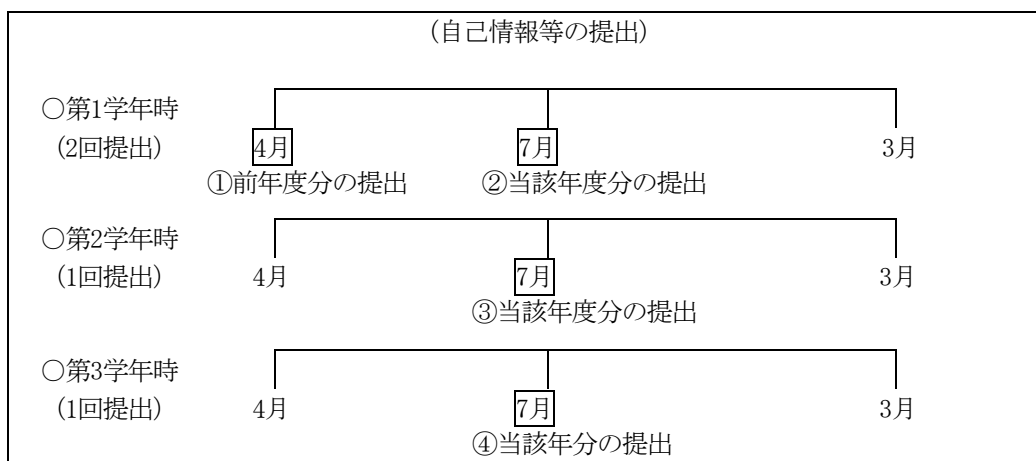 (自己情報等の提出)
○第1学年時
(2回提出) 4月 7月 3月
①前年度分の提出 ②当該年度分の提出
○第2学年時
(1回提出) 4月 7月 3月
③当該年度分の提出
○第3学年時
(1回提出) 4月 7月 3月
④当該年分の提出